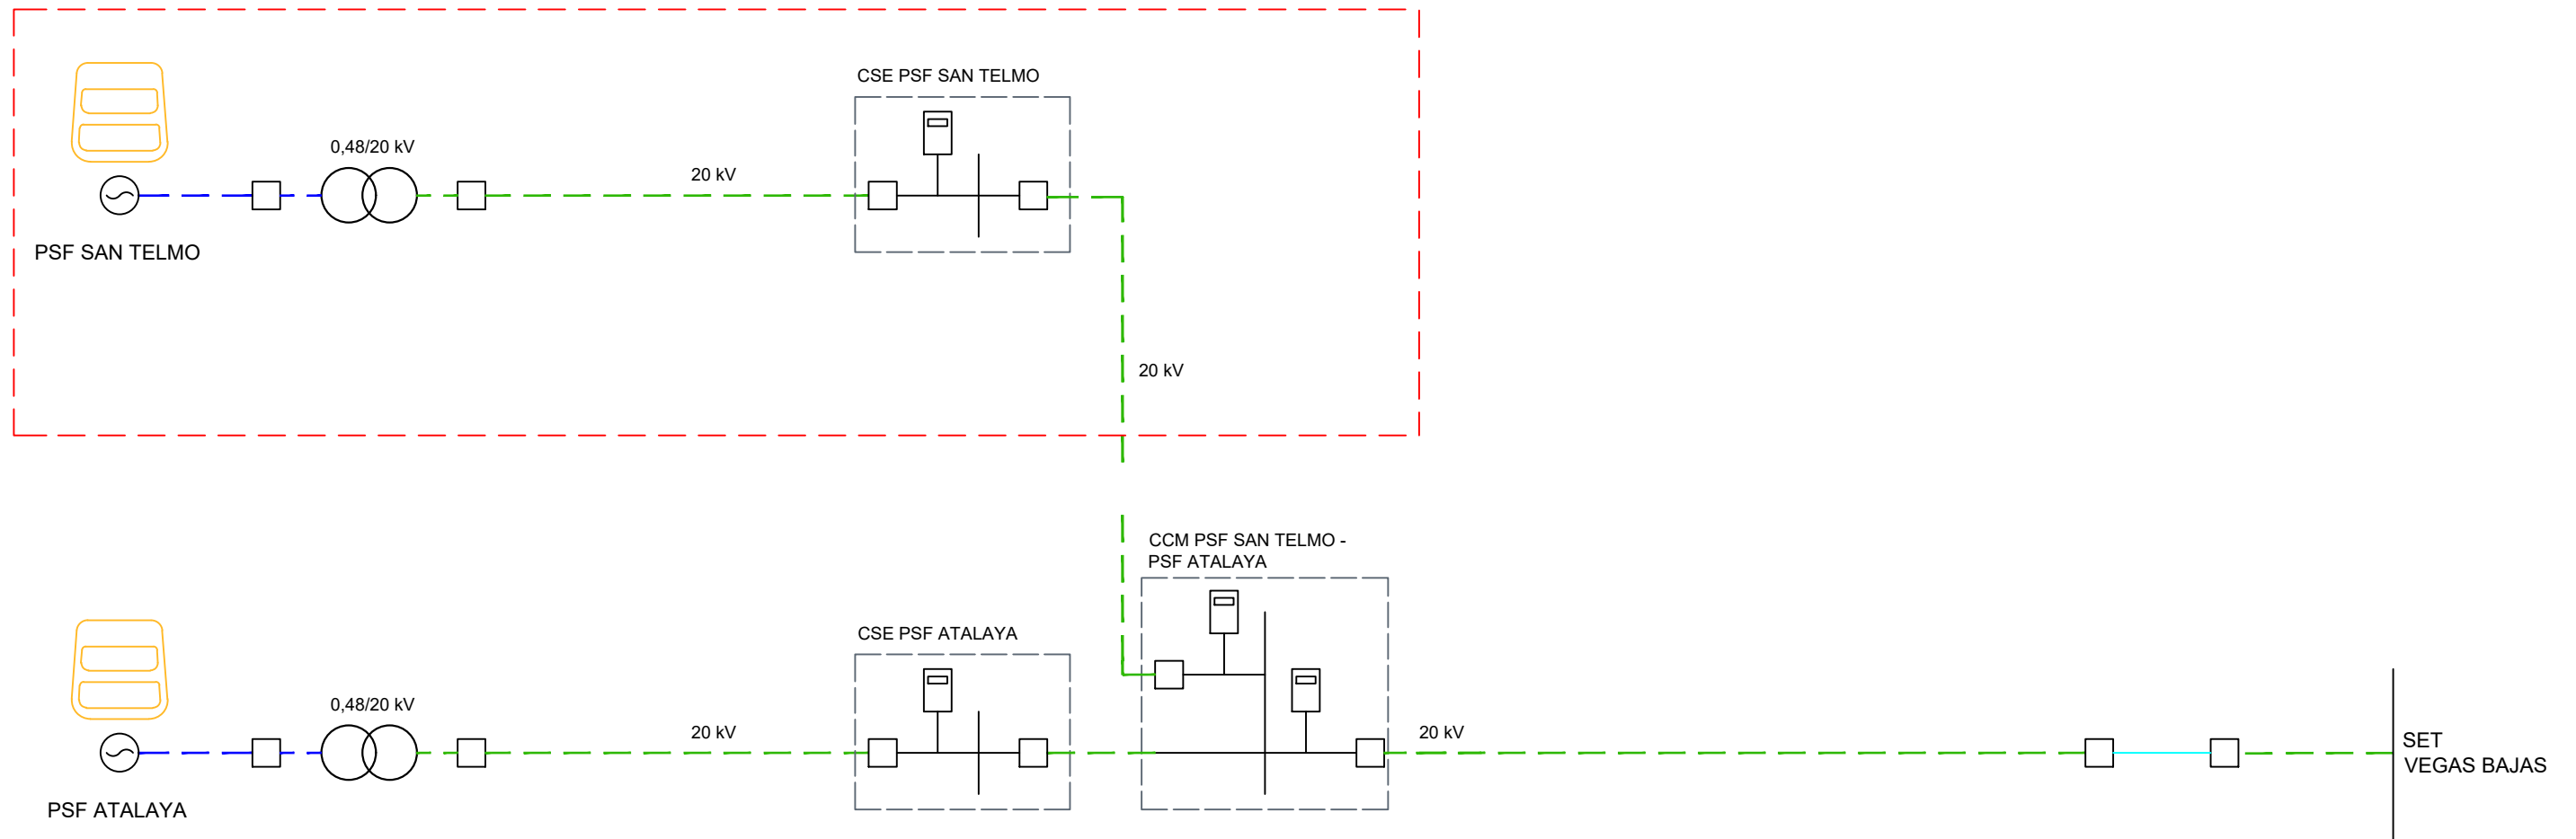 CSE PSF SAN TELMO
0,48/20 kV
20 kV
PSF SAN TELMO
20 kV
CCM PSF SAN TELMO -
PSF ATALAYA
CSE PSF ATALAYA
0,48/20 kV
20 kV
20 kV
SET
VEGAS BAJAS
PSF ATALAYA